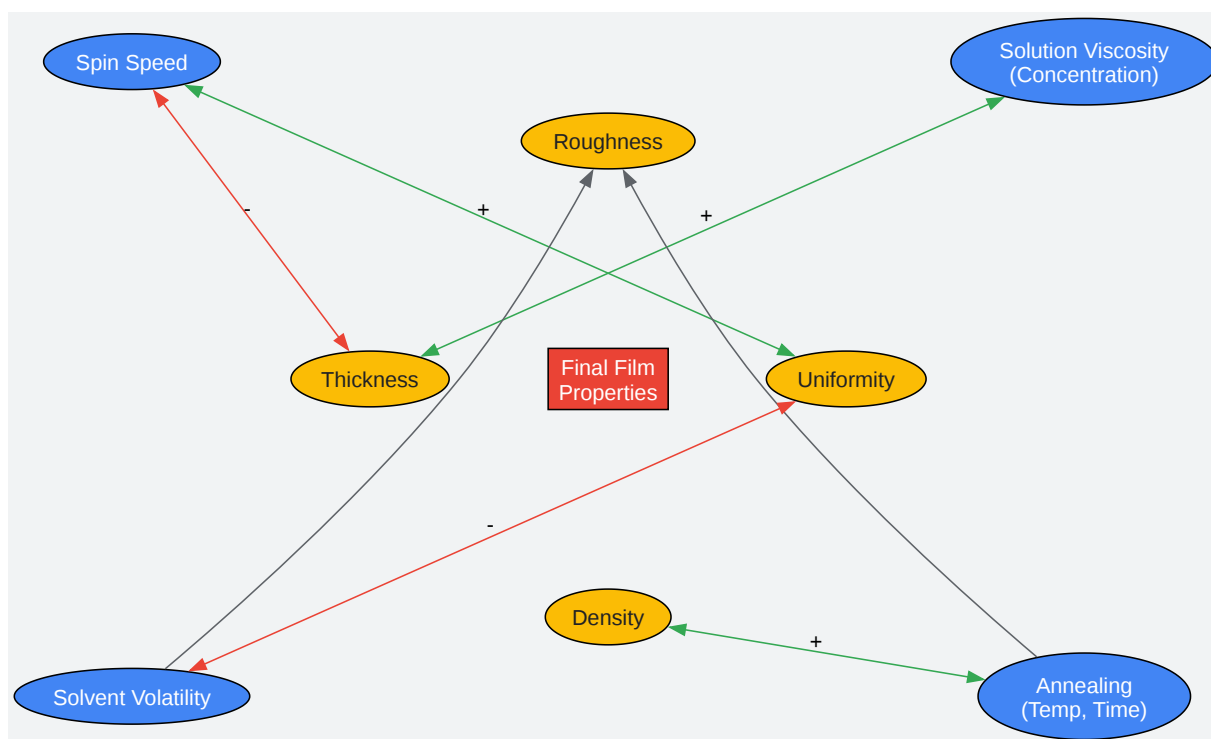 Spin Speed
Solution Viscosity
(Concentration)
Roughness
-
+
+
Thickness
Final Film
Properties
Uniformity
-
Density
+
Solvent Volatility
Annealing
(Temp, Time)